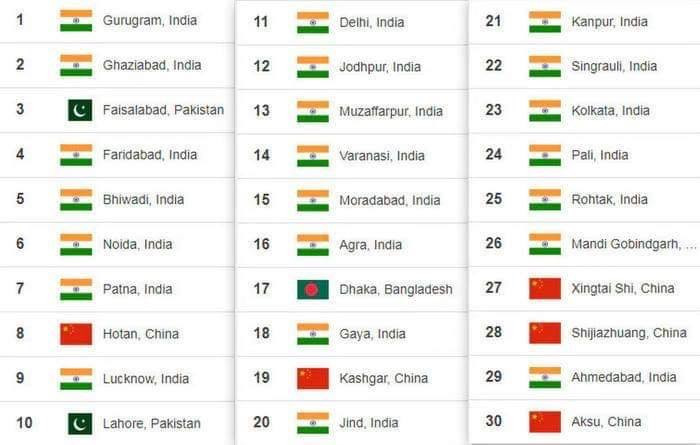 1 Gurugram, India
2 Ghaziabad, India
3 Faisalabad, Pakistan
4 Faridabad, India
5 Bhiwadi, India
6 Noida, India
7 Patna, India
8 Hotan, China
9 Lucknow, India
10 Lahore, Pakistan
11 Delhi, India
12 Jodhpur, India
13 Muzaffarpur, India
14 Varanasi, India
15 Moradabad, India
16 Agra, India
17 Dhaka, Bangladesh
18 Gaya, India
19 Kashgar, China
20 Jind, India
21 Kanpur, India
22 Singrauli, India
23 Kolkata, India
24 Pali, India
25 Rohtak, India
26 Mandi Gobindgarh, ...
27 Xingtai Shi, China
28 Shijiazhuang, China
29 Ahmedabad, India
30 Aksu, China